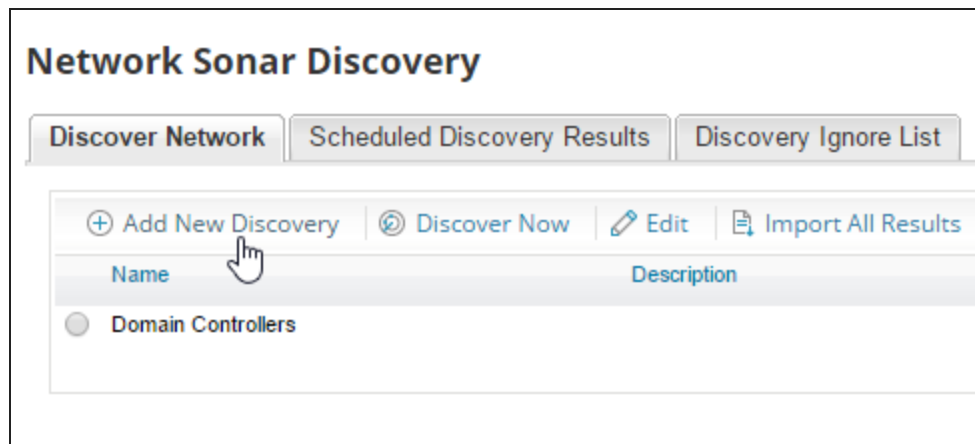 Network Sonar Discovery
Discover Network Scheduled Discovery Results Discovery Ignore List
Add New Discovery Discover Now Edit Import All Results
Name Description
Domain Controllers